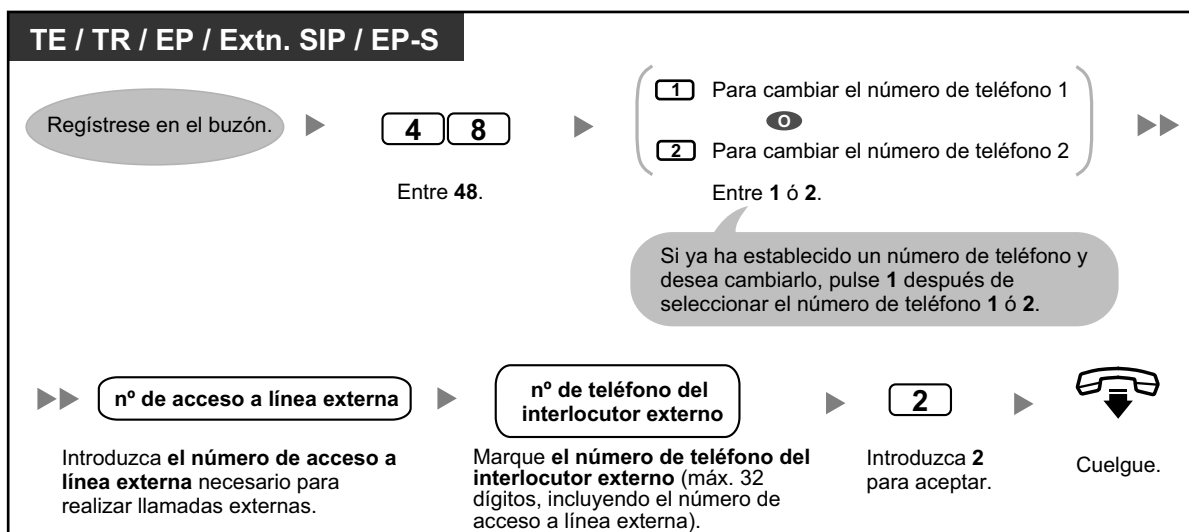 TE / TR / EP / Extn. SIP / EP-S
Regístrese en el buzón.
4 8
Entre 48.
1 Para cambiar el número de teléfono 1
O
2 Para cambiar el número de teléfono 2
Entre 1 ó 2.
Si ya ha establecido un número de teléfono y
desea cambiarlo, pulse 1 después de
seleccionar el número de teléfono 1 ó 2.
nº de acceso a línea externa
Introduzca el número de acceso a
línea externa necesario para
realizar llamadas externas.
nº de teléfono del
interlocutor externo
Marque el número de teléfono del
interlocutor externo (máx. 32
dígitos, incluyendo el número de
acceso a línea externa).
2
Introduzca 2
para aceptar.
Cuelgue.